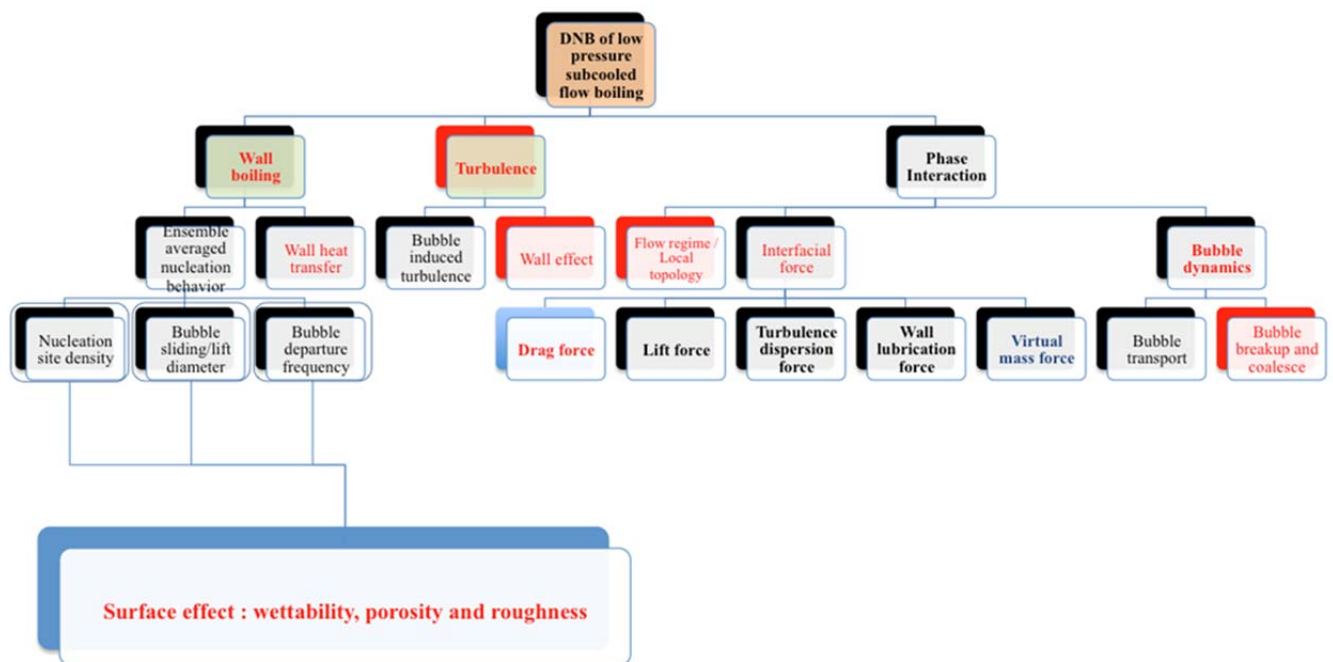 DNB of low
pressure
subcooled
flow boiling
Wall
boiling
Turbulence
Phase
Interaction
Ensemble
averaged
nucleation
behavior
Wall heat
transfer
Bubble
induced
turbulence
Wall effect
Flow regime /
Local
topology
Interfacial
force
Bubble
dynamics
Nucleation
site density
Bubble
sliding/lift
diameter
Bubble
departure
frequency
Drag force
Lift force
Turbulence
dispersion
force
Wall
lubrication
force
Virtual
mass force
Bubble
transport
Bubble
breakup and
coalesce
Surface effect : wettability, porosity and roughness